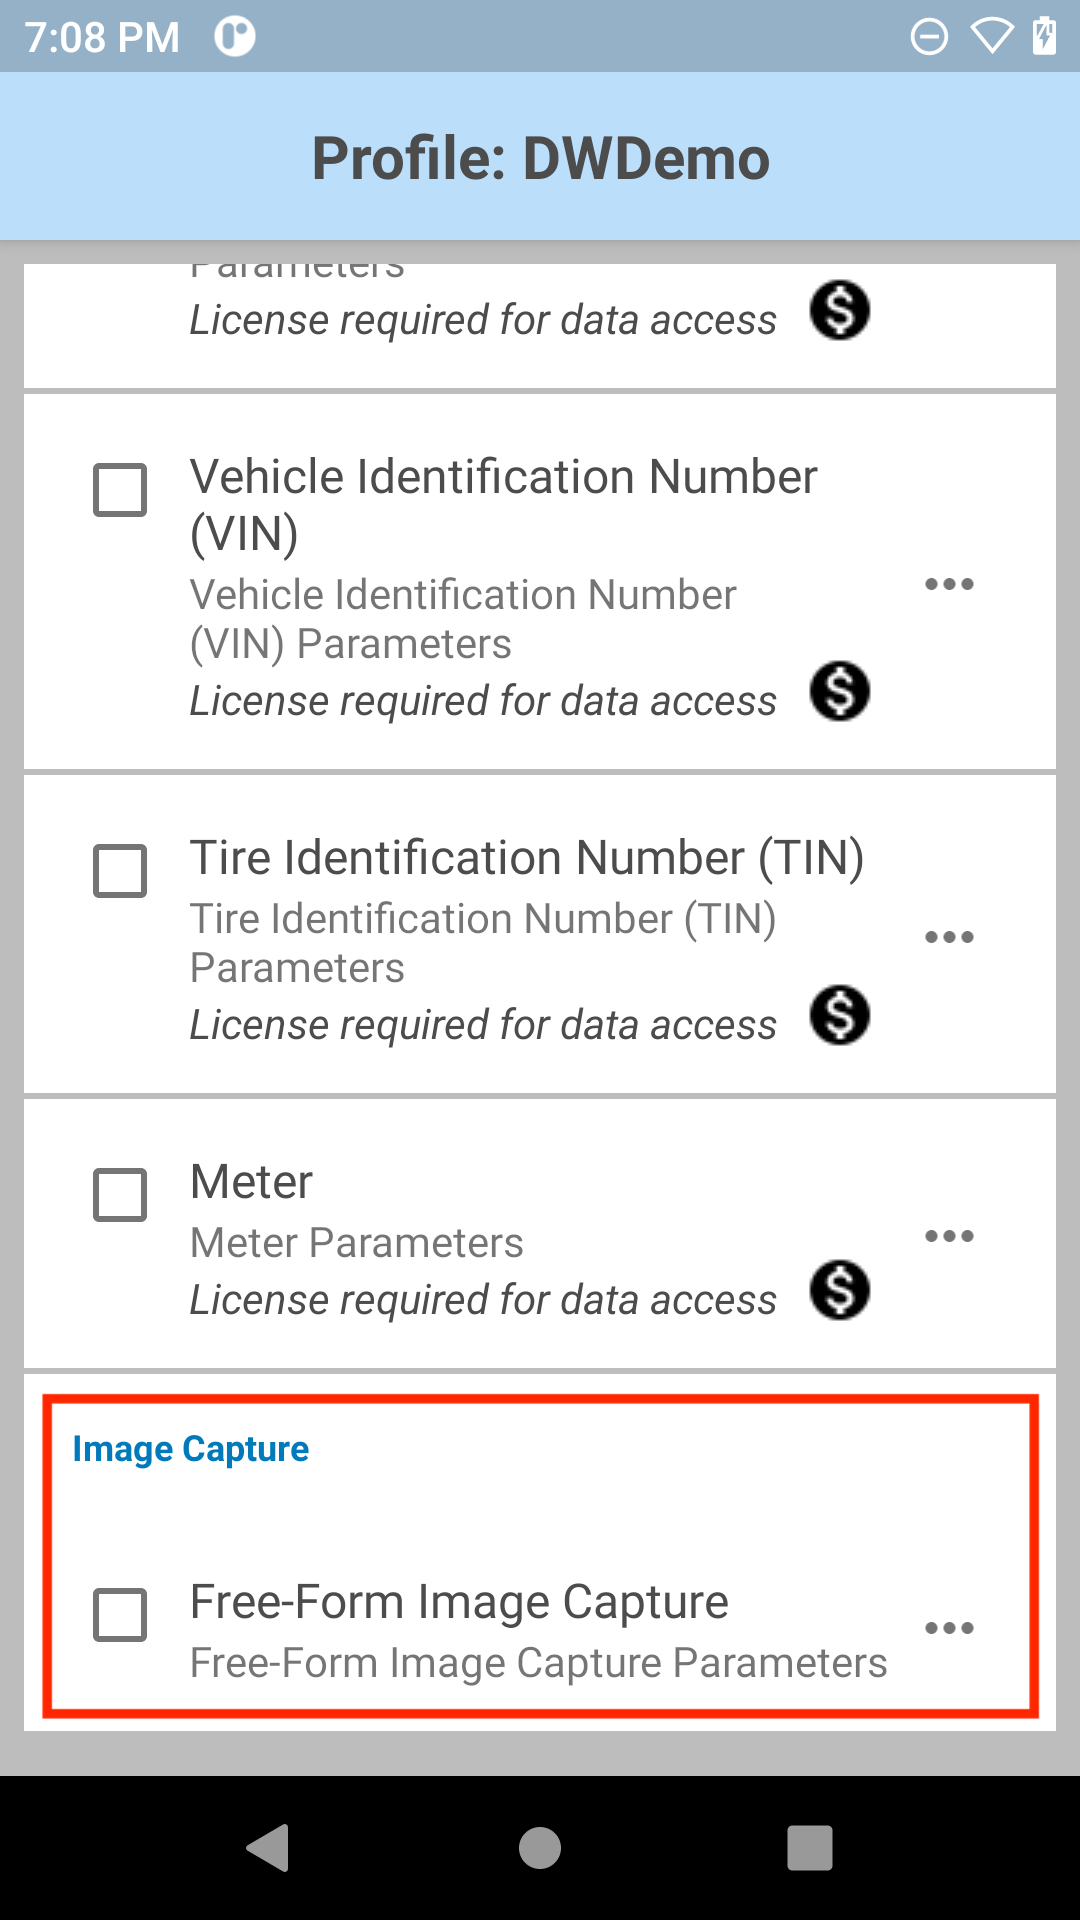 7:08 PM
Profile: DWDemo
Parameters
License required for data access
Vehicle Identification Number
(VIN)
Vehicle Identification Number
(VIN) Parameters
License required for data access
Tire Identification Number (TIN)
Tire Identification Number (TIN)
Parameters
License required for data access
Meter
Meter Parameters
License required for data access
Image Capture
Free-Form Image Capture
Free-Form Image Capture Parameters